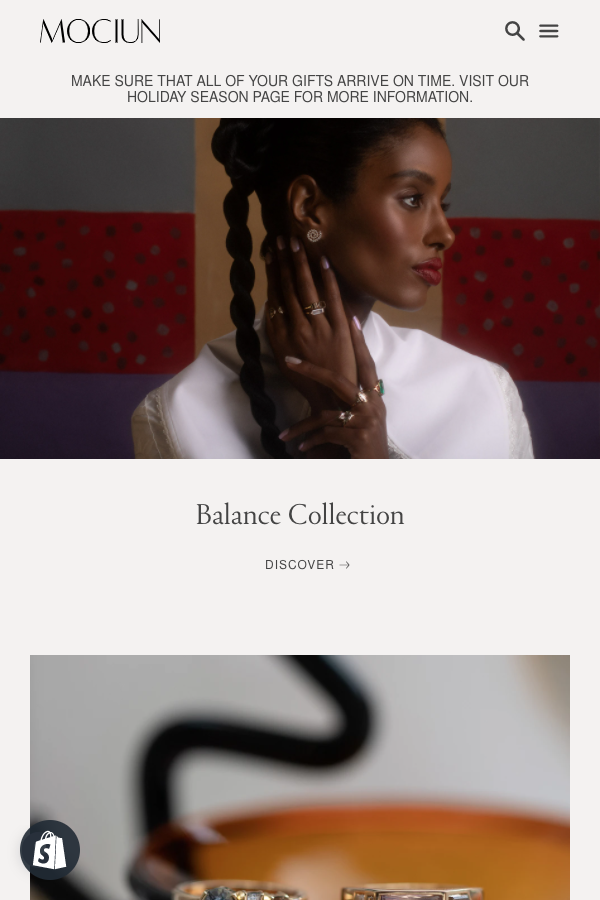 MOCIUN
MAKE SURE THAT ALL OF YOUR GIFTS ARRIVE ON TIME. VISIT OUR
HOLIDAY SEASON PAGE FOR MORE INFORMATION.
Balance Collection
DISCOVER →
S